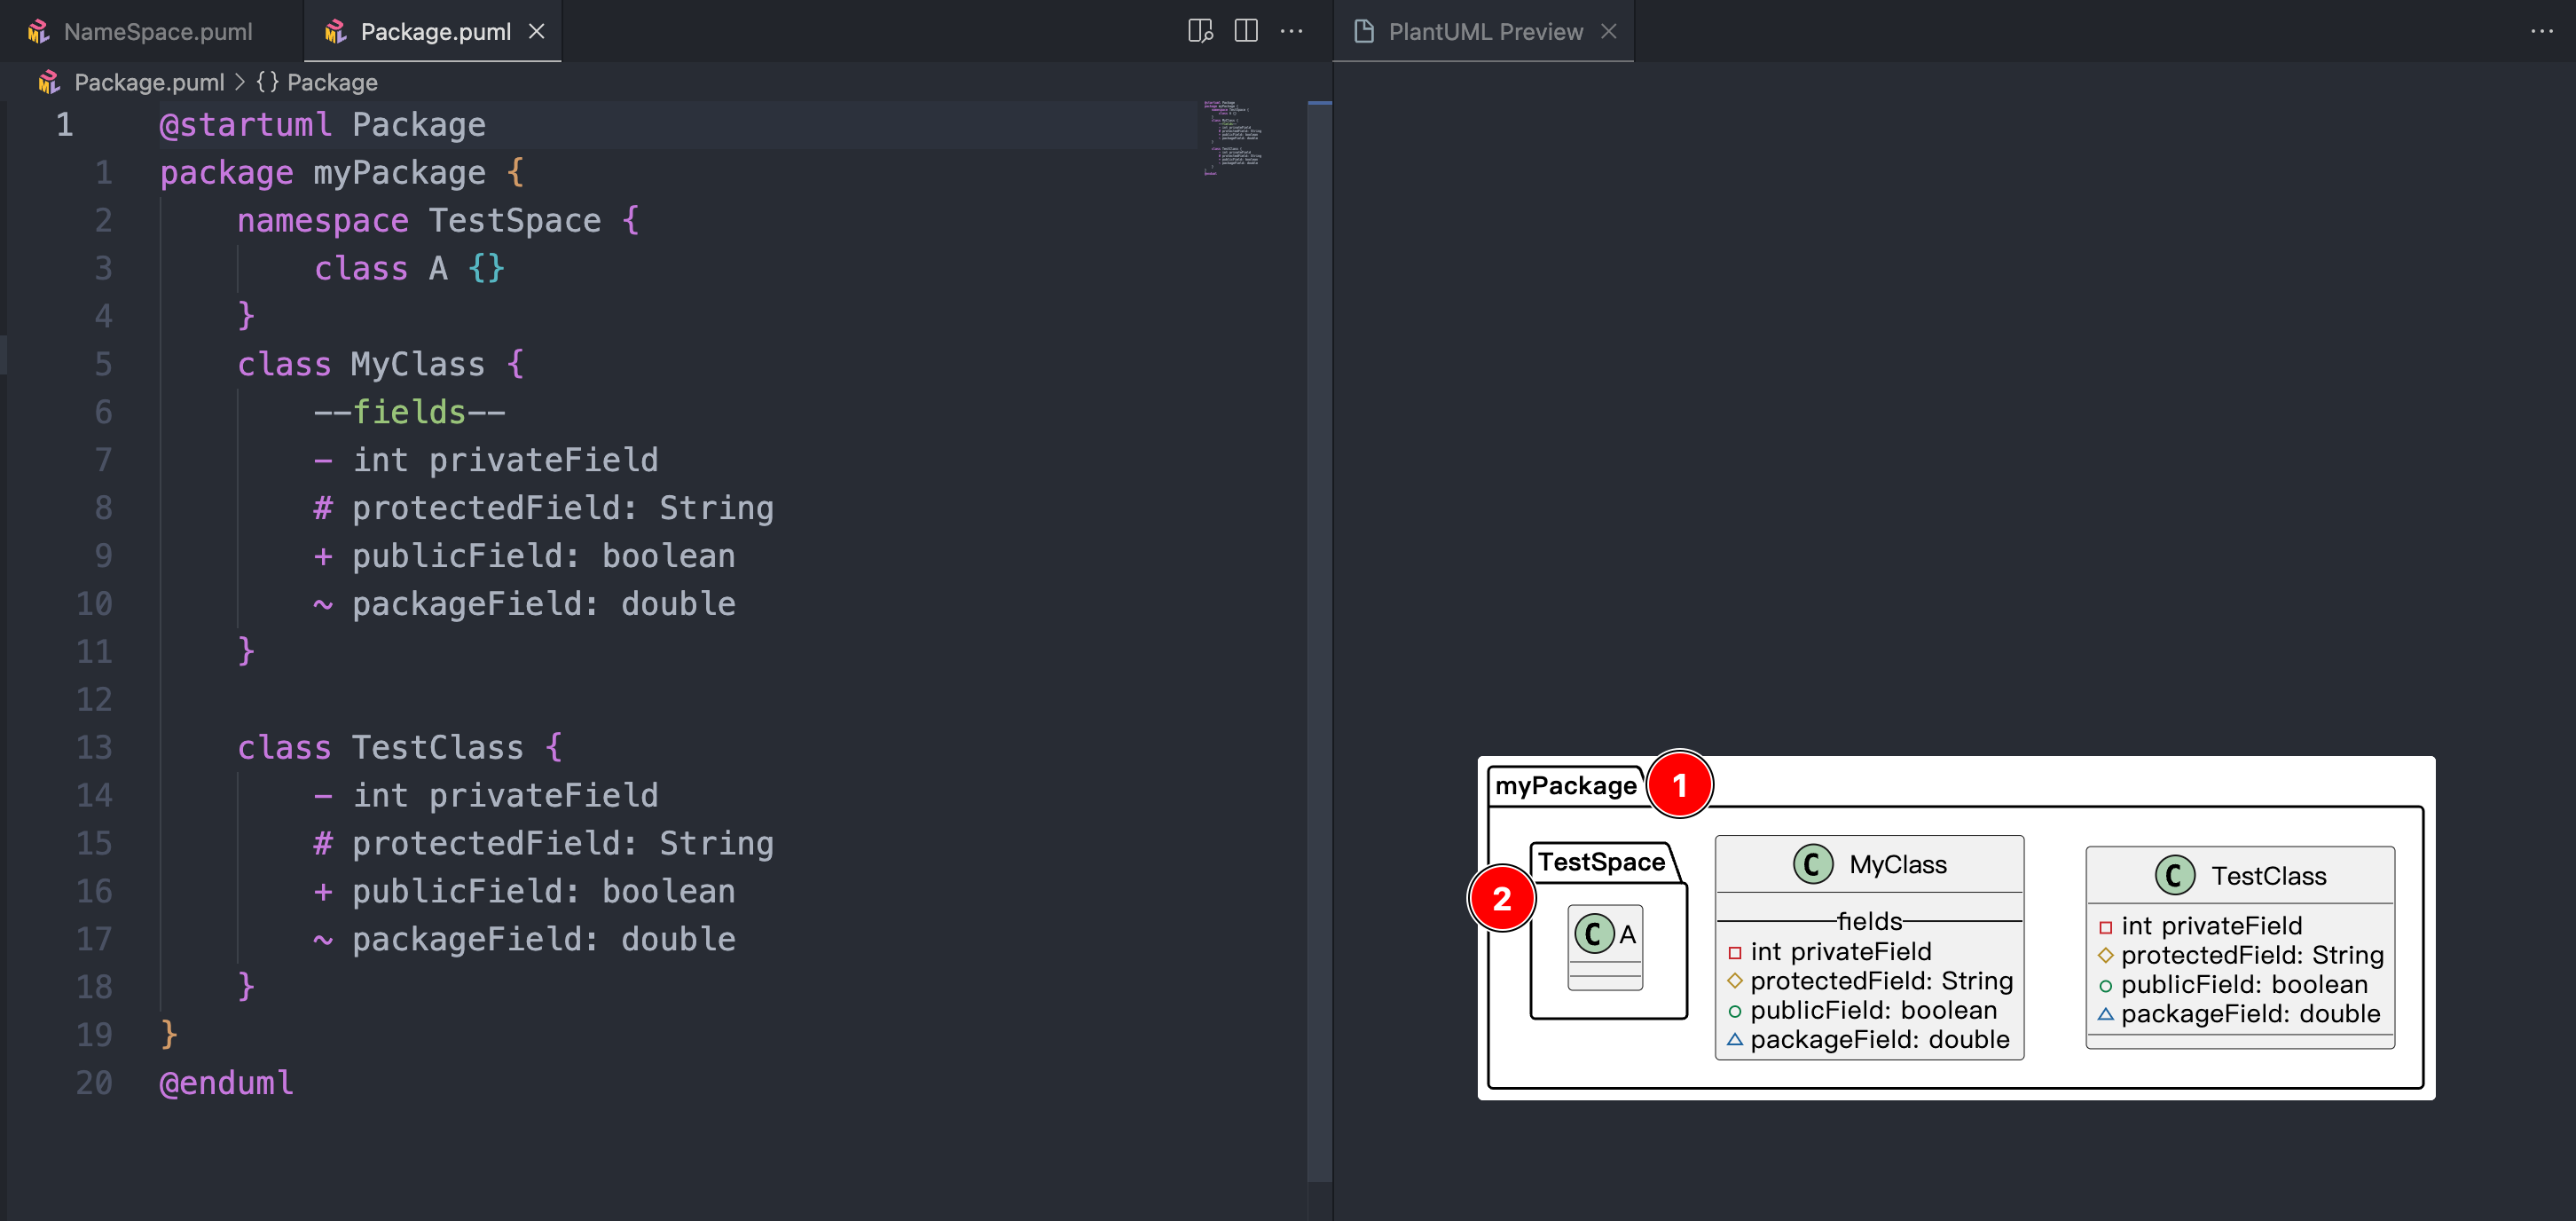 NameSpace.puml
Package.puml
PlantUML Preview
Package.puml > {} Package
1 @startuml Package
1 package myPackage {
2 namespace TestSpace {
3 class A {}
4 }
5 class MyClass {
6 --fields--
7 - int privateField
8 # protectedField: String
9 + publicField: boolean
10 ~ packageField: double
11 }
12
13 class TestClass {
14 - int privateField
15 # protectedField: String
16 + publicField: boolean
17 ~ packageField: double
18 }
19 }
20 @enduml
myPackage
1
TestSpace
2
C A
C MyClass
fields
int privateField
protectedField: String
publicField: boolean
packageField: double
C TestClass
int privateField
protectedField: String
publicField: boolean
packageField: double